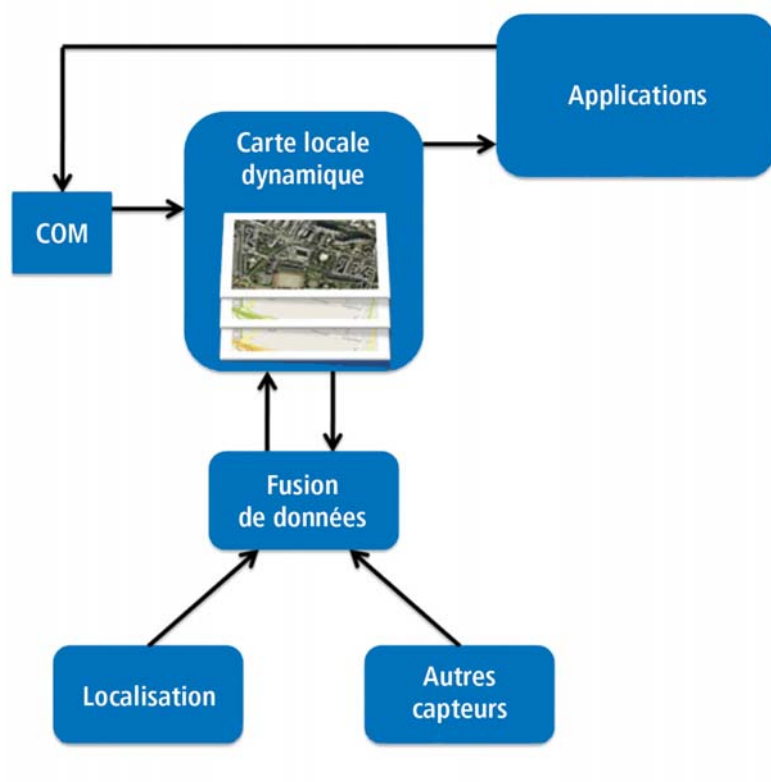 Applications
Carte locale
dynamique
COM
Fusion
de données
Localisation
Autres
capteurs